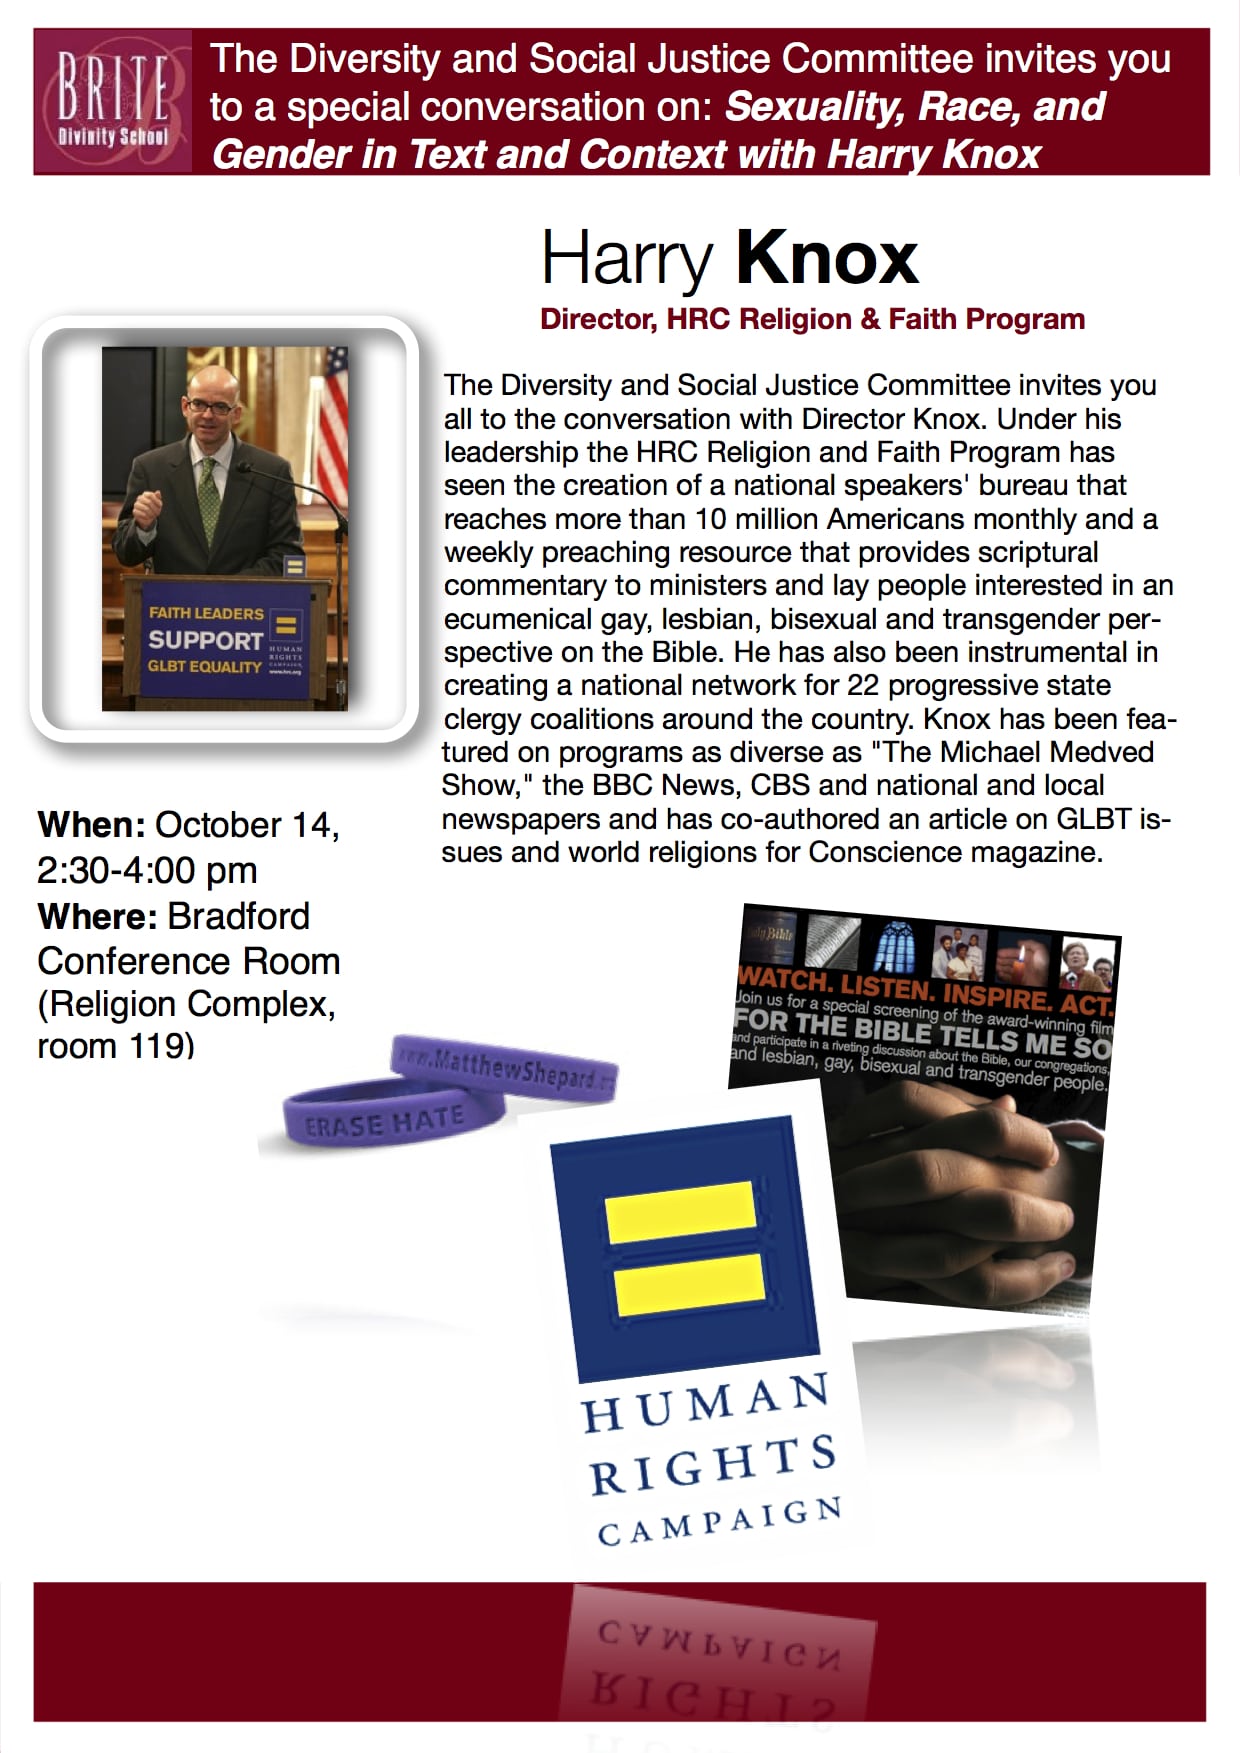 BRITE
Divinity School
The Diversity and Social Justice Committee invites you
to a special conversation on: Sexuality, Race, and
Gender in Text and Context with Harry Knox
Harry Knox
Director, HRC Religion & Faith Program
The Diversity and Social Justice Committee invites you
all to the conversation with Director Knox. Under his
leadership the HRC Religion and Faith Program has
seen the creation of a national speakers' bureau that
reaches more than 10 million Americans monthly and a
weekly preaching resource that provides scriptural
commentary to ministers and lay people interested in an
ecumenical gay, lesbian, bisexual and transgender per-
spective on the Bible. He has also been instrumental in
creating a national network for 22 progressive state
clergy coalitions around the country. Knox has been fea-
tured on programs as diverse as "The Michael Medved
Show," the BBC News, CBS and national and local
newspapers and has co-authored an article on GLBT is-
sues and world religions for Conscience magazine.
FAITH LEADERS
SUPPORT
GLBT EQUALITY
HUMAN
RIGHTS
CAMPAIGN
www.hrc.org
When: October 14,
2:30-4:00 pm
Where: Bradford
Conference Room
(Religion Complex,
room 119)
www.MatthewShepard.
ERASE HATE
Holy Bible
WATCH. LISTEN. INSPIRE. ACT.
Join us for a special screening of the award-winning film
FOR THE BIBLE TELLS ME SO
and participate in a riveting discussion about the Bible, our congregations,
and lesbian, gay, bisexual and transgender people.
HUMAN
RIGHTS
CAMPAIGN
CAMPAIGN
RIGHTS